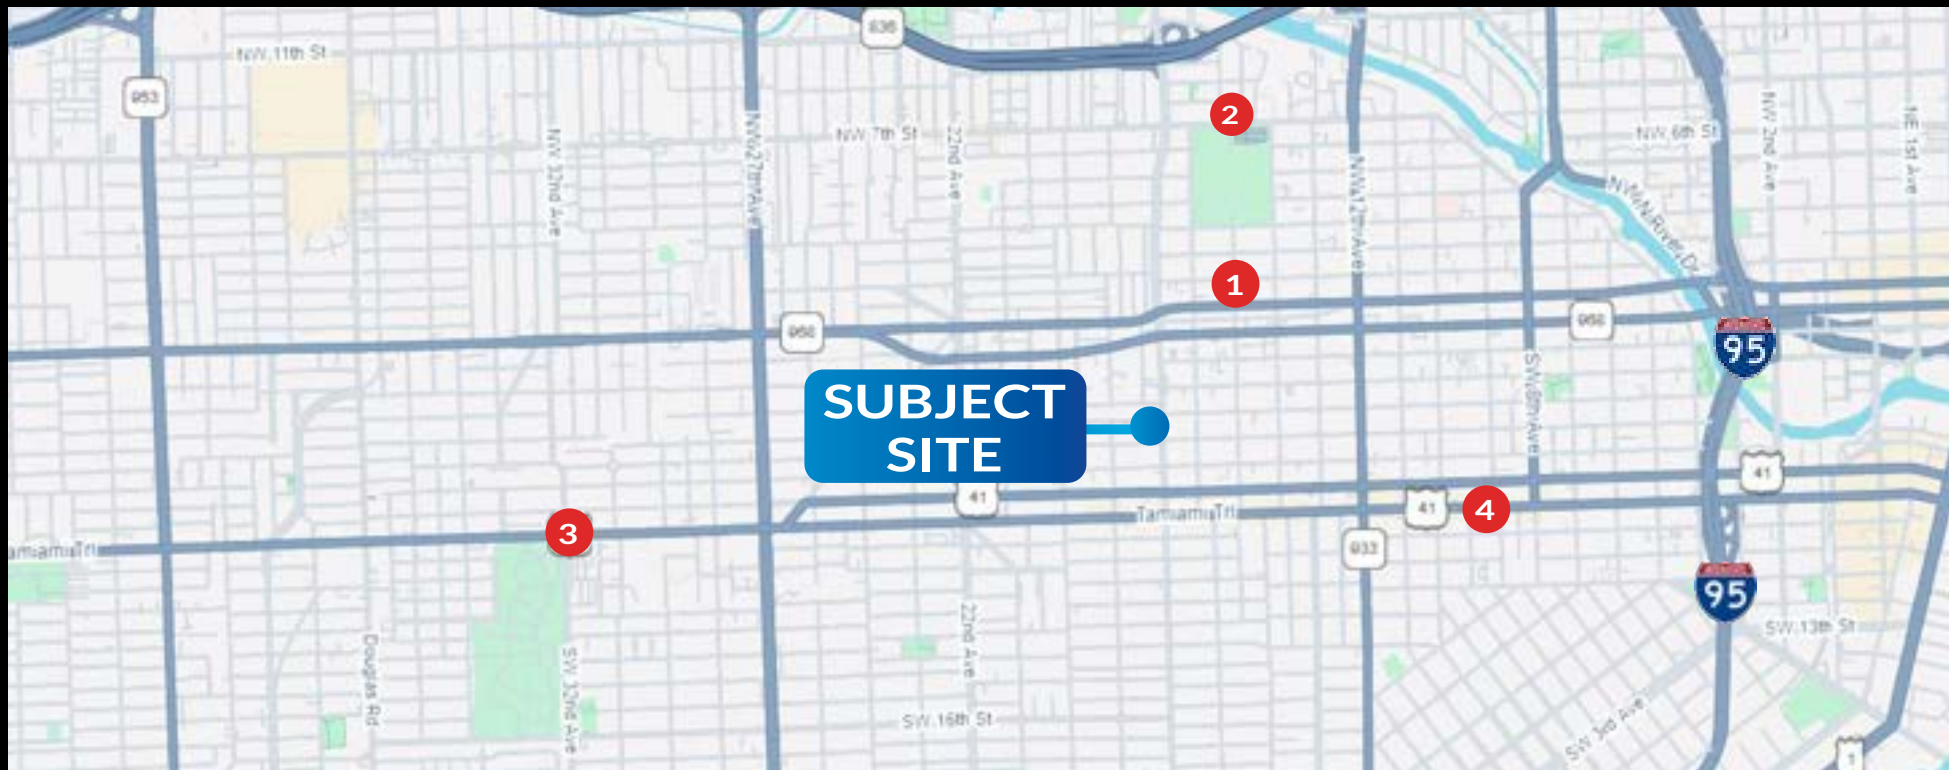 836
NW 11th St
953
2
NW 7th St
NW 6th St
NW 2nd Ave
NE 1st Ave
NW 32nd Ave
NW 27th Ave
22nd Ave
NW 12th Ave
NW N River Dr
1
968
968
95
SUBJECT
SITE
SW 8th Ave
41
41
41
Tamiami Trl
4
3
amiami Trl
933
95
SW 13th St
22nd Ave
Douglas Rd
SW 32nd Ave
SW 16th St
SW 3rd Ave
1